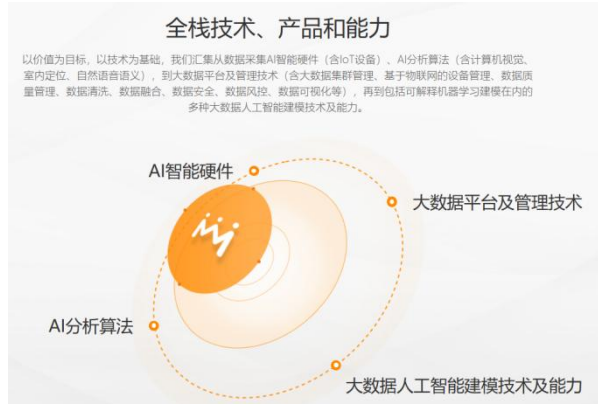 全栈技术、产品和能力
以价值为目标，以技术为基础，我们汇集从数据采集AI智能硬件（含IoT设备）、AI分析算法（含计算机视觉、
室内定位、自然语音语义），到大数据平台及管理技术（含大数据集群管理、基于物联网的设备管理、数据质
量管理、数据清洗、数据融合、数据安全、数据风控、数据可视化等），再到包括可解释机器学习建模在内的
多种大数据人工智能建模技术及能力。
AI智能硬件
大数据平台及管理技术
AI分析算法
大数据人工智能建模技术及能力